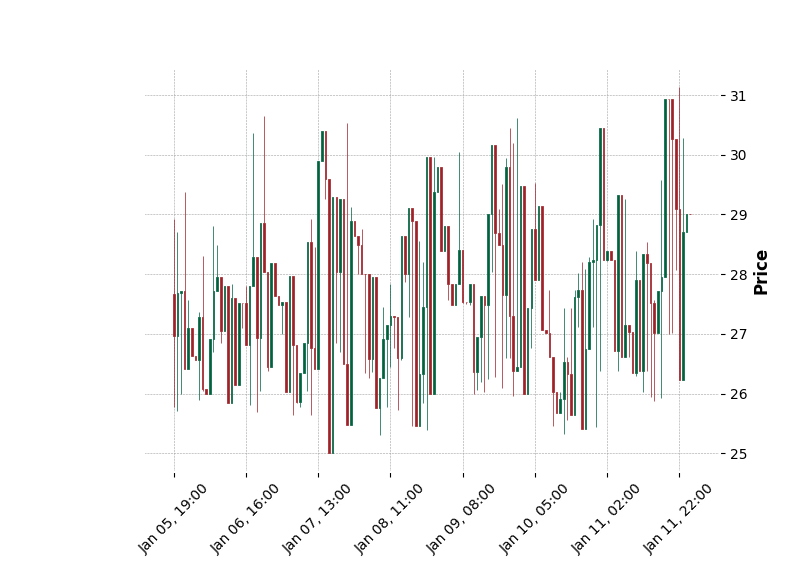 31
30
29
28
27
26
25
Price
Jan 05, 19:00
Jan 06, 16:00
Jan 07, 13:00
Jan 08, 11:00
Jan 09, 08:00
Jan 10, 05:00
Jan 11, 02:00
Jan 11, 22:00